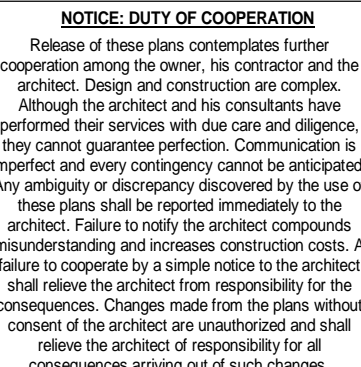 NOTICE: DUTY OF COOPERATION
Release of these plans contemplates further
cooperation among the owner, his contractor and the
architect. Design and construction are complex.
Although the architect and his consultants have
performed their services with due care and diligence,
they cannot guarantee perfection. Communication is
mperfect and every contingency cannot be anticipated
Any ambiguity or discrepancy discovered by the use o
these plans shall be reported immediately to the
architect. Failure to notify the architect compounds
misunderstanding and increases construction costs. A
failure to cooperate by a simple notice to the architect
shall relieve the architect from responsibility for the
consequences. Changes made from the plans without
consent of the architect are unauthorized and shall
relieve the architect of responsibility for all
consequences arriving out of such changes